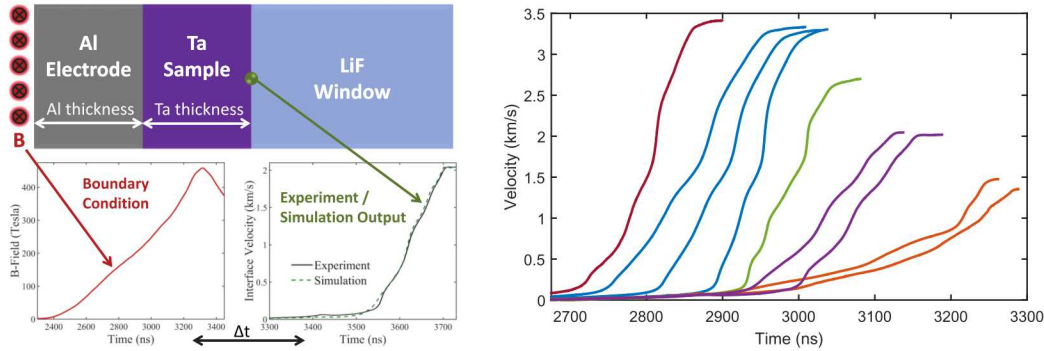 Al
Electrode
Ta
Sample
LiF
Window
Al thickness
Ta thickness
B
Boundary
Condition
B-Field (Tesla)
400
300
200
100
0
2400 2600 2800 3000 3200 3400
Time (ns)
Δt
Experiment /
Simulation Output
Interface Velocity (km/s)
2
1.5
1
0.5
0
Experiment
Simulation
3300 3400 3500 3600 3700
Time (ns)
Velocity (km/s)
3.5
3
2.5
2
1.5
1
0.5
0
2700 2800 2900 3000 3100 3200 3300
Time (ns)